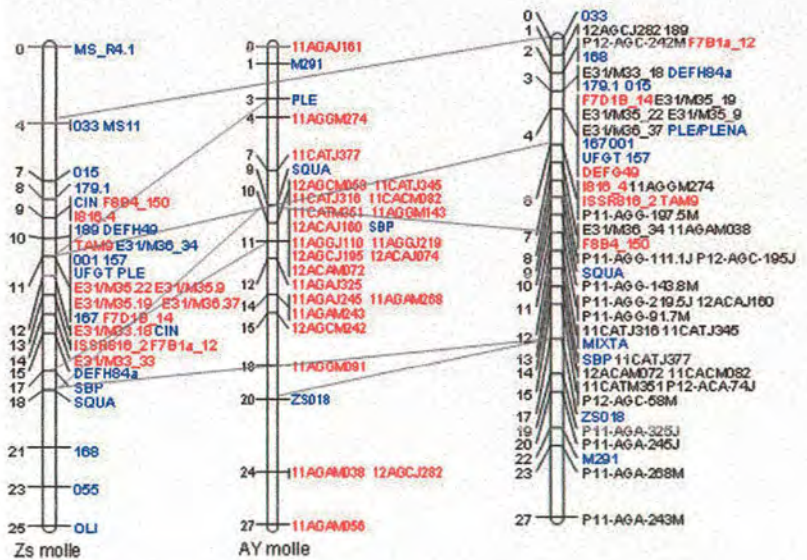 0 MS_R4.1
4 033 MS11
7 015
8 179.1
9 CIN F8B4_150
I816.4
10 189 DEFH49
TAM9 E31/M36_34
001 157
UFGT PLE
11 E31/M35.22 E31/M35.9
E31/M35.19 E31/M36.37
167 F7D1B_14
12 E31/M33.18 CIN
13 ISSR816_2 F7B1a_12
14 E31/M33_33
15 DEFH84a
17 SBP
18 SQUA
21 168
23 055
25 OLI
Zs molle
0 11AGAJ161
1 M291
3 PLE
4 11AGGM274
7 11CATJ377
9 SQUA
12AGCM058 11CATJ345
10 11CATJ316 11CACM082
11CATM351 11AGGM143
12ACAJ160 SBP
11 11AGGJ110 11AGGJ219
12AGCJ195 12ACAJ074
12ACAM072
12 11AGAJ325
14 11AGAJ245 11AGAM268
11AGAM243
15 12AGCM242
18 11AGGM091
20 ZS018
24 11AGAM038 12AGCJ282
27 11AGAM056
AY molle
0 033
1 12AGCJ282 189
P12-AGC-242M F7B1a_12
2 168
E31/M33_18 DEFH84a
3 179.1 015
F7D1B_14 E31/M35_19
E31/M35_22 E31/M35_9
4 E31/M36_37 PLE/PLENA
167 001
UFGT 157
DEFG49
I816_4 11AGGM274
6 ISSR816_2 TAM9
P11-AGG-197.5M
E31/M36_34 11AGAM038
7 F8B4_150
8 P11-AGG-111.1J P12-AGC-195J
9 SQUA
10 P11-AGG-143.8M
P11-AGG-219.5J 12ACAJ160
11 P11-AGG-91.7M
11CATJ316 11CATJ345
12 MIXTA
13 SBP 11CATJ377
14 12ACAM072 11CACM082
11CATM351 P12-ACA-74J
15 P12-AGC-58M
17 ZS018
19 P11-AGA-325J
20 P11-AGA-245J
22 M291
23 P11-AGA-268M
27 P11-AGA-243M